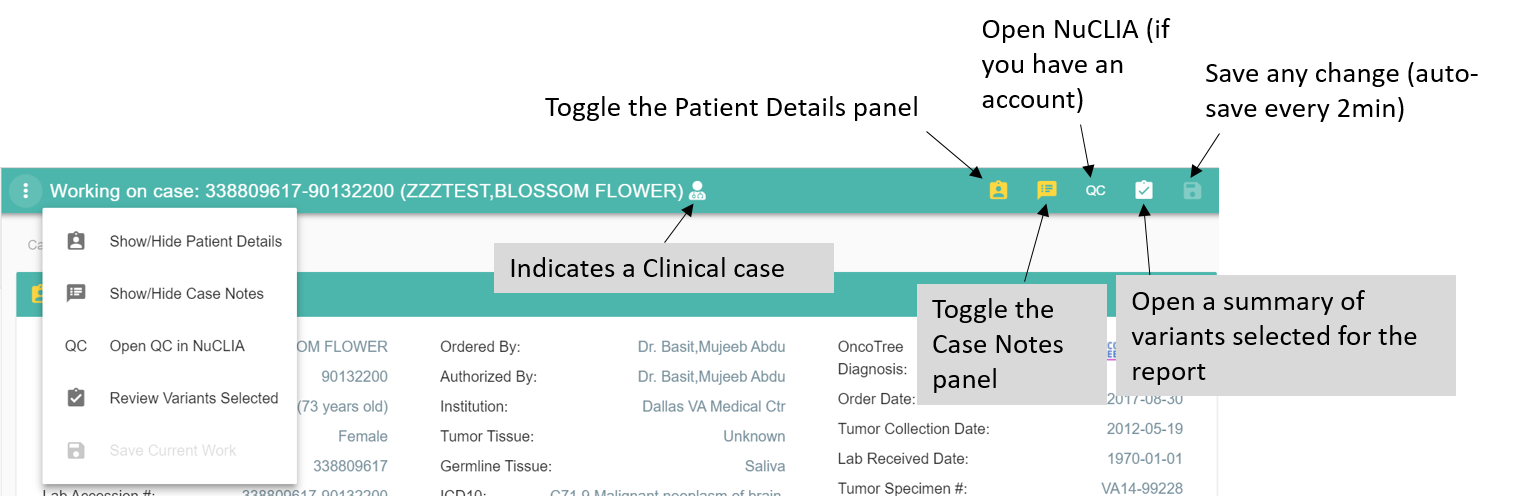 Open NuCLIA (if
you have an
account)
Save any change (auto-
save every 2min)
Toggle the Patient Details panel
Working on case: 338809617-90132200 (ZZZTEST,BLOSSOM FLOWER)
QC
Show/Hide Patient Details
Show/Hide Case Notes
QC Open QC in NuCLIA
Review Variants Selected
Save Current Work
Indicates a Clinical case
Toggle the
Case Notes
panel
Open a summary of
variants selected for the
report
OM FLOWER
90132200
(73 years old)
Female
338809617
Lab Accession #: 338809617-90132200
Ordered By: Dr. Basit,Mujeeb Abdu
Authorized By: Dr. Basit,Mujeeb Abdu
Institution: Dallas VA Medical Ctr
Tumor Tissue: Unknown
Germline Tissue: Saliva
ICD10: C71.9 Malignant neoplasm of brain,
OncoTree
Diagnosis:
Order Date: 2017-08-30
Tumor Collection Date: 2012-05-19
Lab Received Date: 1970-01-01
Tumor Specimen #: VA14-99228